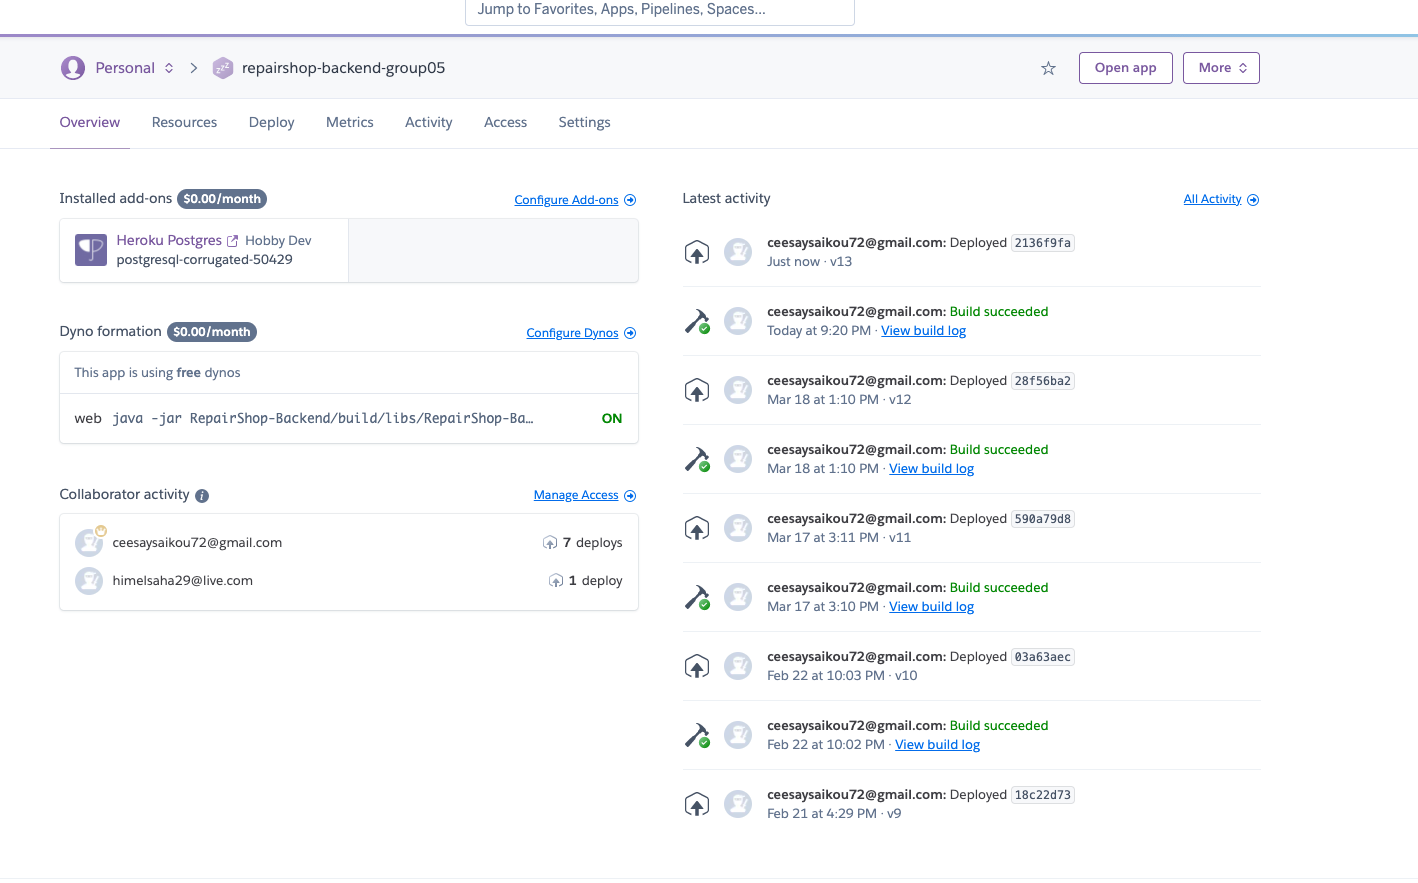 Jump to Favorites, Apps, Pipelines, Spaces...
Personal
zzz
repairshop-backend-group05
Open app
More
Overview
Resources
Deploy
Metrics
Activity
Access
Settings
Installed add-ons $0.00/month
Configure Add-ons
Heroku Postgres Hobby Dev
postgresql-corrugated-50429
Dyno formation $0.00/month
Configure Dynos
This app is using free dynos
web java -jar RepairShop-Backend/build/libs/RepairShop-Ba…
ON
Collaborator activity i
Manage Access
ceesaysaikou72@gmail.com
7 deploys
himelsaha29@live.com
1 deploy
Latest activity
All Activity
ceesaysaikou72@gmail.com: Deployed 2136f9fa
Just now · v13
ceesaysaikou72@gmail.com: Build succeeded
Today at 9:20 PM · View build log
ceesaysaikou72@gmail.com: Deployed 28f56ba2
Mar 18 at 1:10 PM · v12
ceesaysaikou72@gmail.com: Build succeeded
Mar 18 at 1:10 PM · View build log
ceesaysaikou72@gmail.com: Deployed 590a79d8
Mar 17 at 3:11 PM · v11
ceesaysaikou72@gmail.com: Build succeeded
Mar 17 at 3:10 PM · View build log
ceesaysaikou72@gmail.com: Deployed 03a63aec
Feb 22 at 10:03 PM · v10
ceesaysaikou72@gmail.com: Build succeeded
Feb 22 at 10:02 PM · View build log
ceesaysaikou72@gmail.com: Deployed 18c22d73
Feb 21 at 4:29 PM · v9